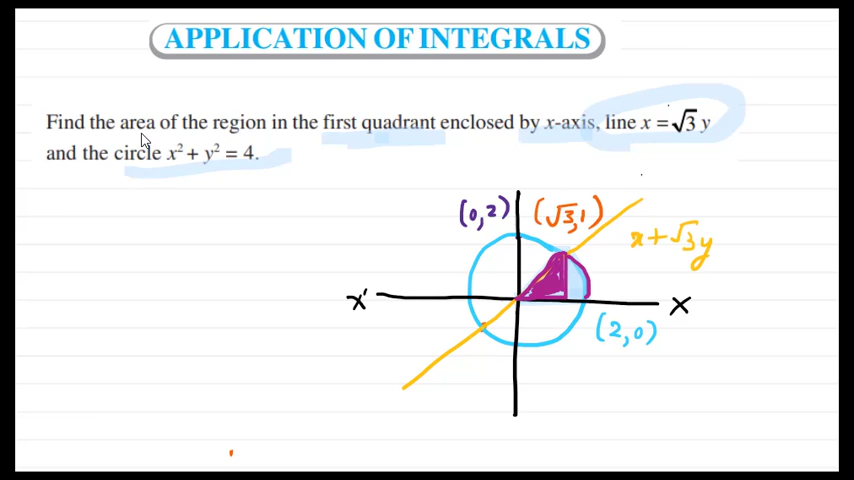 APPLICATION OF INTEGRALS
Find the area of the region in the first quadrant enclosed by x-axis, line x = √3 y
and the circle x² + y² = 4.
(0,2) (√3,1)
x+√3y
X' X
(2,0)